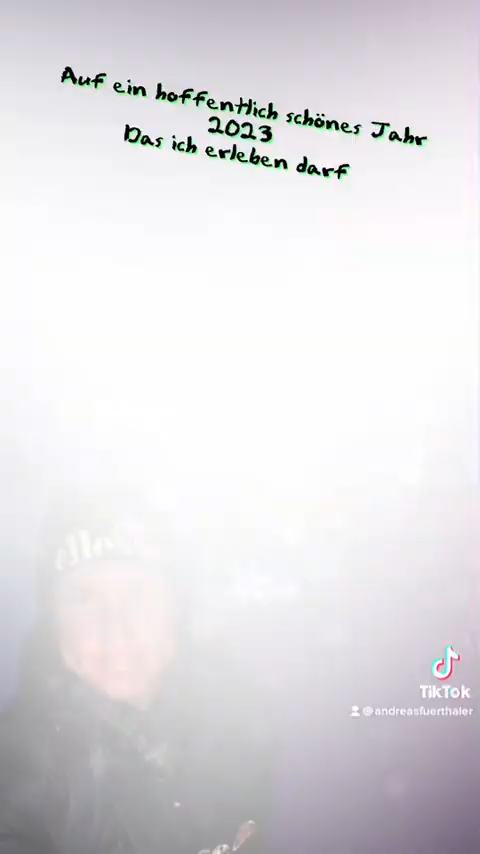 Auf ein hoffentlich schönes Jahr
2023
Das ich erleben darf
TikTok
@andreasfuerthaler